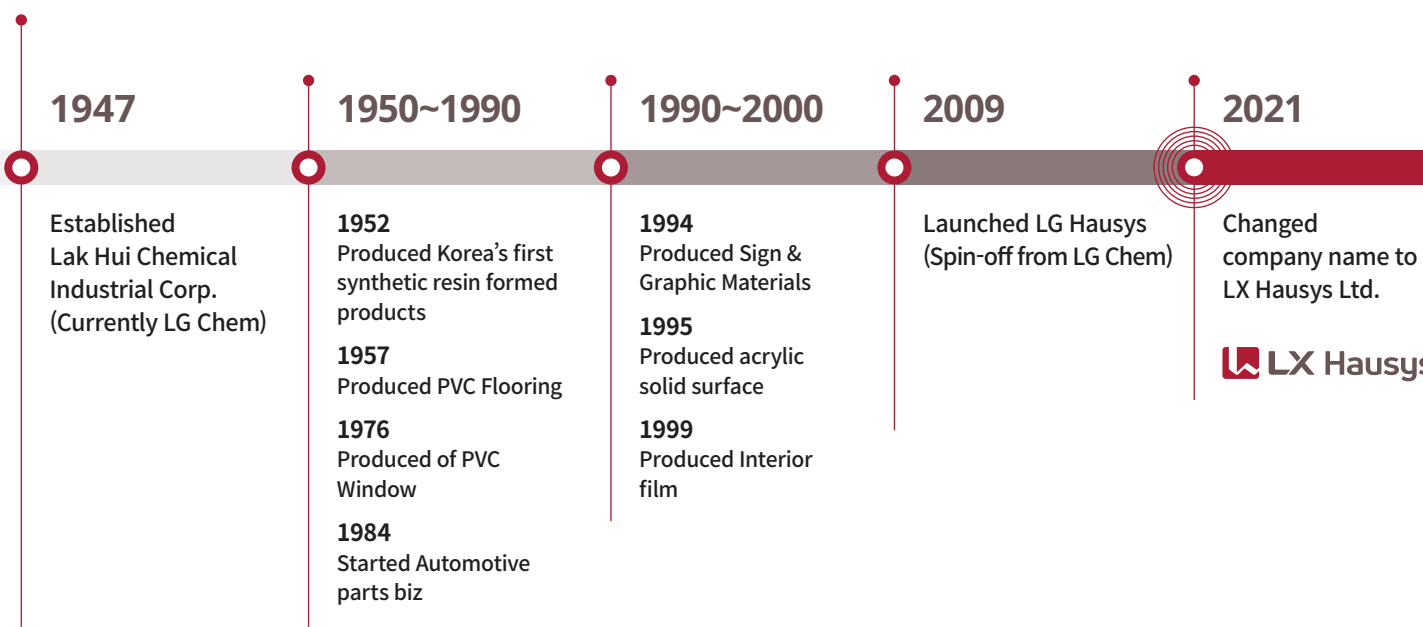 1947
Established
Lak Hui Chemical
Industrial Corp.
(Currently LG Chem)
1950~1990
1952
Produced Korea's first
synthetic resin formed
products
1957
Produced PVC Flooring
1976
Produced of PVC
Window
1984
Started Automotive
parts biz
1990~2000
1994
Produced Sign &
Graphic Materials
1995
Produced acrylic
solid surface
1999
Produced Interior
film
2009
Launched LG Hausys
(Spin-off from LG Chem)
2021
Changed
company name to
LX Hausys Ltd.
LX Hausys